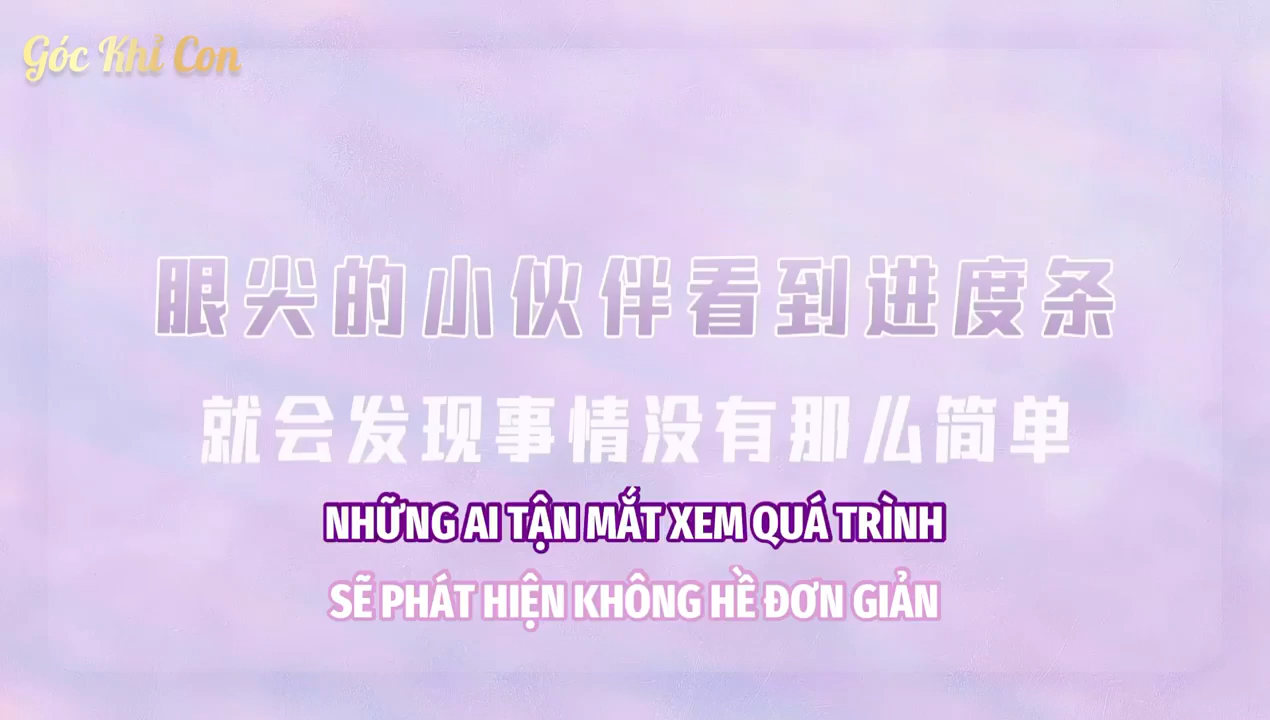 Góc Khỉ Con
眼尖的小伙伴看到进度条
就会发现事情没有那么简单
NHỮNG AI TẬN MẮT XEM QUÁ TRÌNH
SẼ PHÁT HIỆN KHÔNG HỀ ĐƠN GIẢN